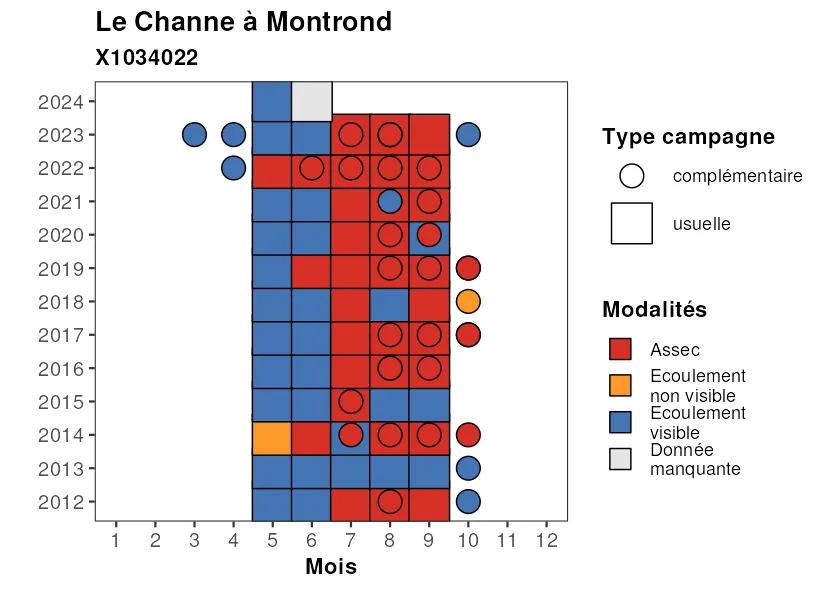 Le Channe à Montrond
X1034022
2024
2023
2022
2021
2020
2019
2018
2017
2016
2015
2014
2013
2012
1 2 3 4 5 6 7 8 9 10 11 12
Mois
Type campagne
complémentaire
usuelle
Modalités
Assec
Ecoulement
non visible
Ecoulement
visible
Donnée
manquante